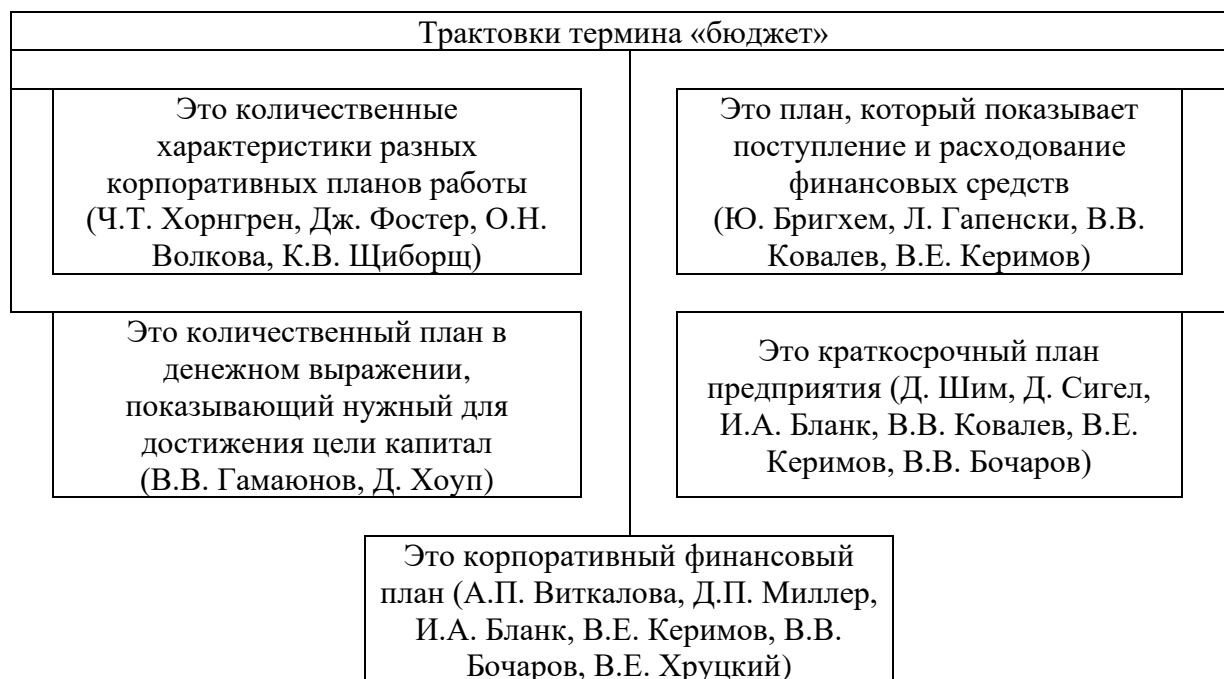 Трактовки термина «бюджет»
Это количественные
характеристики разных
корпоративных планов работы
(Ч.Т. Хорнгрен, Дж. Фостер, О.Н.
Волкова, К.В. Щиборщ)
Это план, который показывает
поступление и расходование
финансовых средств
(Ю. Бригхем, Л. Гапенски, В.В.
Ковалев, В.Е. Керимов)
Это количественный план в
денежном выражении,
показывающий нужный для
достижения цели капитал
(В.В. Гамаюнов, Д. Хоуп)
Это краткосрочный план
предприятия (Д. Шим, Д. Сигел,
И.А. Бланк, В.В. Ковалев, В.Е.
Керимов, В.В. Бочаров)
Это корпоративный финансовый
план (А.П. Виткалова, Д.П. Миллер,
И.А. Бланк, В.Е. Керимов, В.В.
Бочаров, В.Е. Хруцкий)